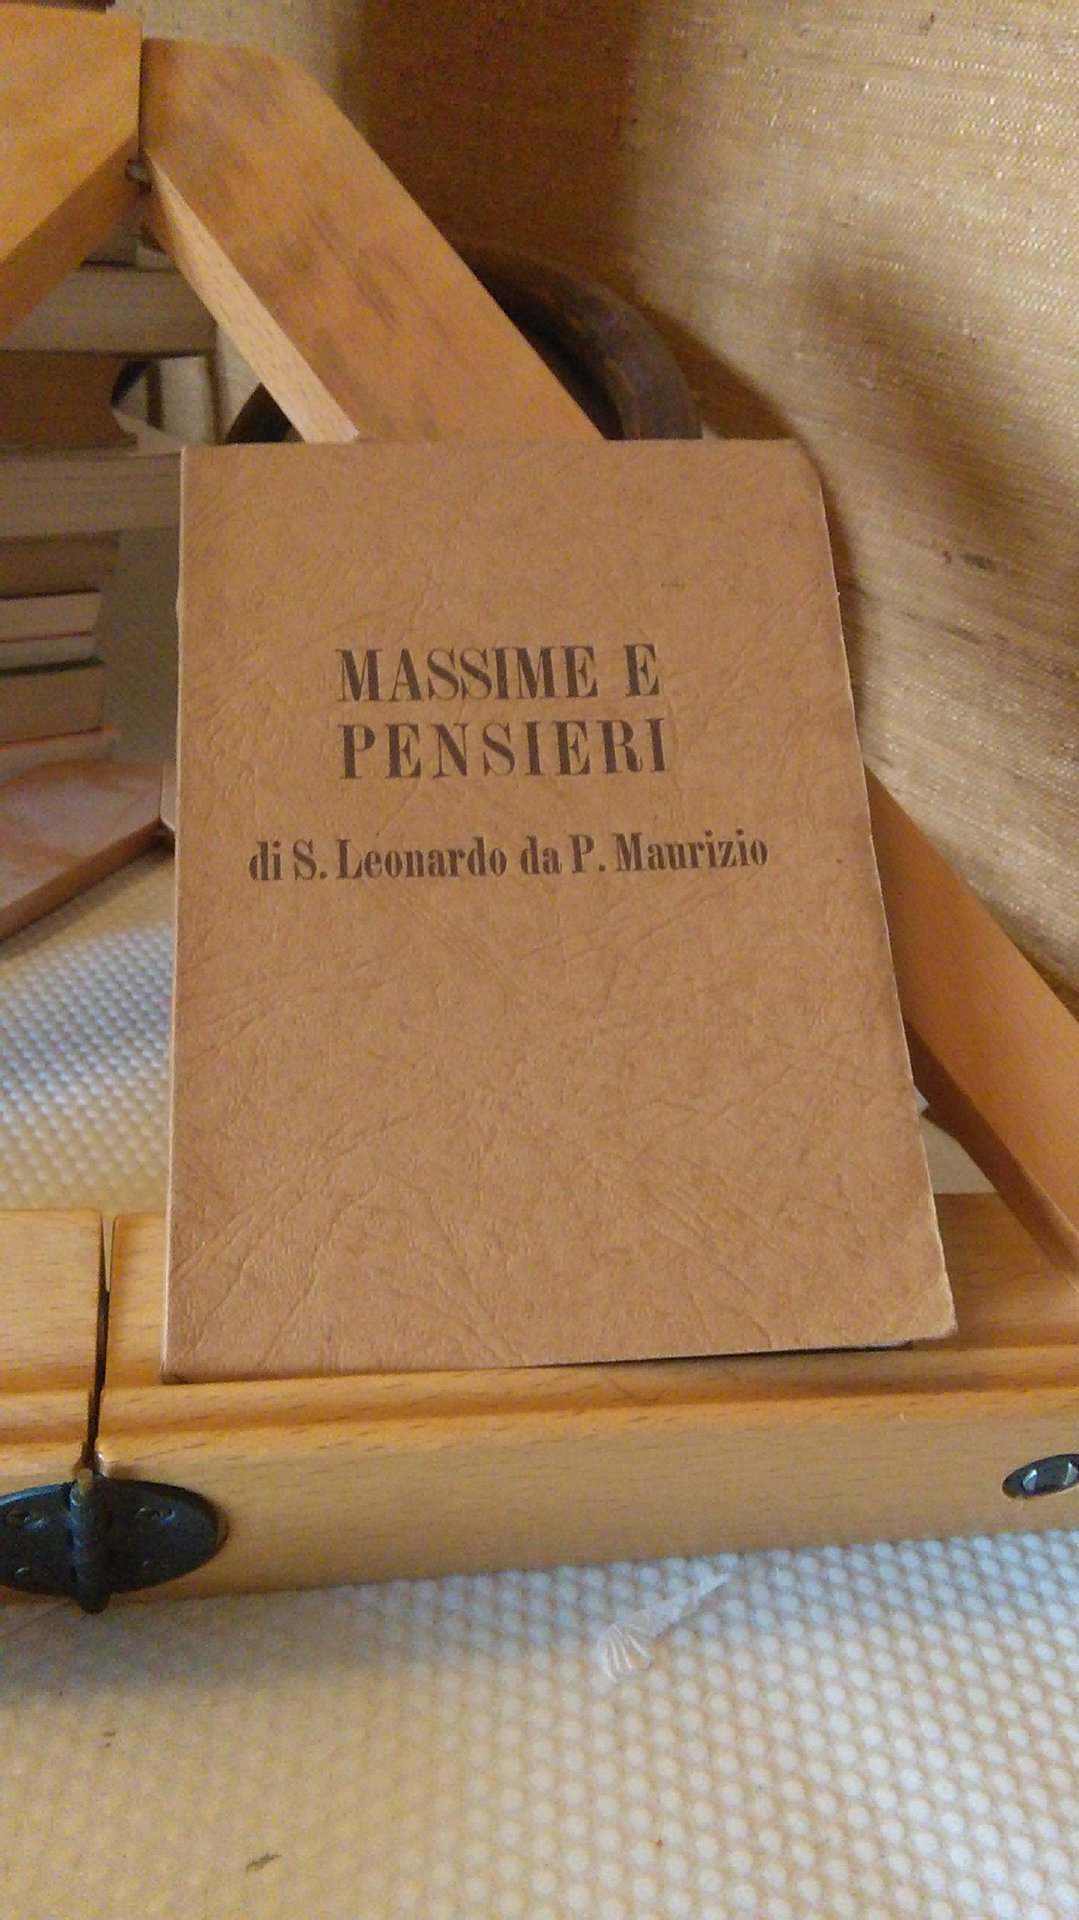 MASSIME E
PENSIERI
di S. Leonardo da P. Maurizio